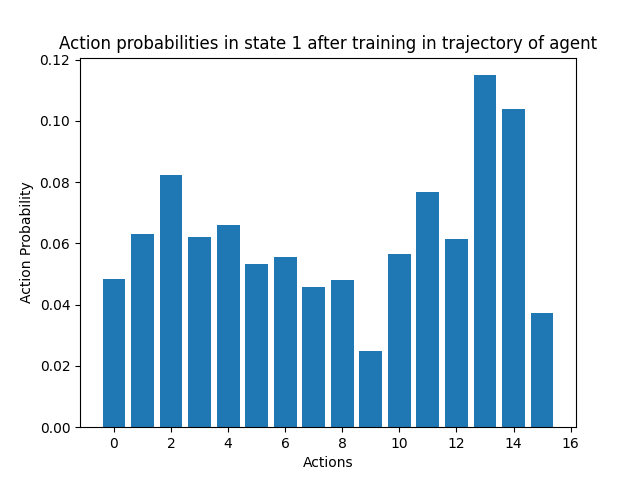 Action probabilities in state 1 after training in trajectory of agent
0.12
0.10
0.08
0.06
0.04
0.02
0.00
Action Probability
0 2 4 6 8 10 12 14 16
Actions